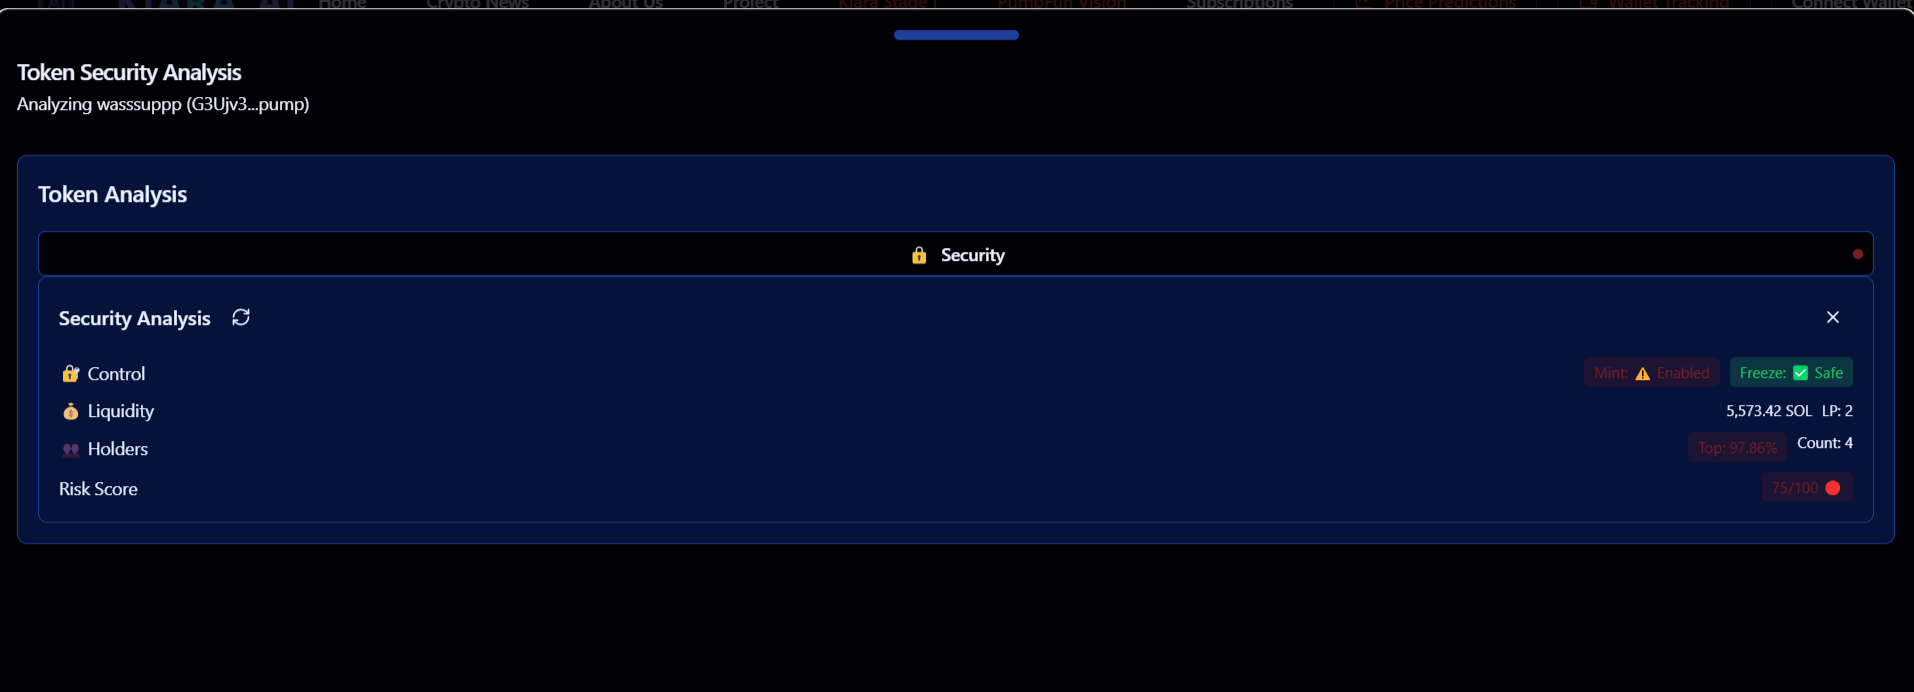 KIARA AI Home Crypto News About Us Project Kiara Stage I PumpFun Vision Subscriptions Price Predictions Wallet Tracking Connect Wallet
Token Security Analysis
Analyzing wasssuppp (G3Ujv3...pump)
Token Analysis
🔒 Security
Security Analysis
🔐 Control Mint: ⚠️ Enabled Freeze: ✅ Safe
💰 Liquidity 5,573.42 SOL LP: 2
👥 Holders Top: 97.86% Count: 4
Risk Score 75/100 🔴